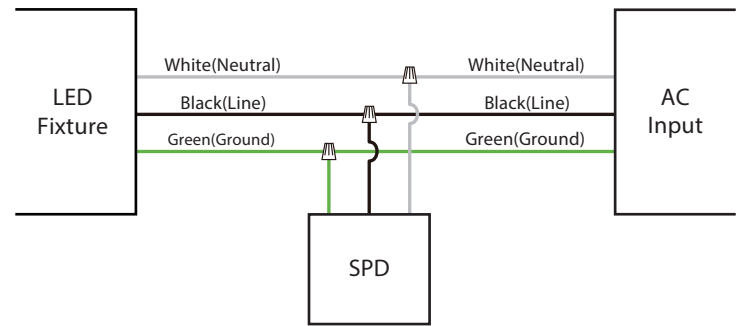 White(Neutral)
White(Neutral)
LED
Fixture
Black(Line)
Black(Line)
AC
Input
Green(Ground)
Green(Ground)
SPD